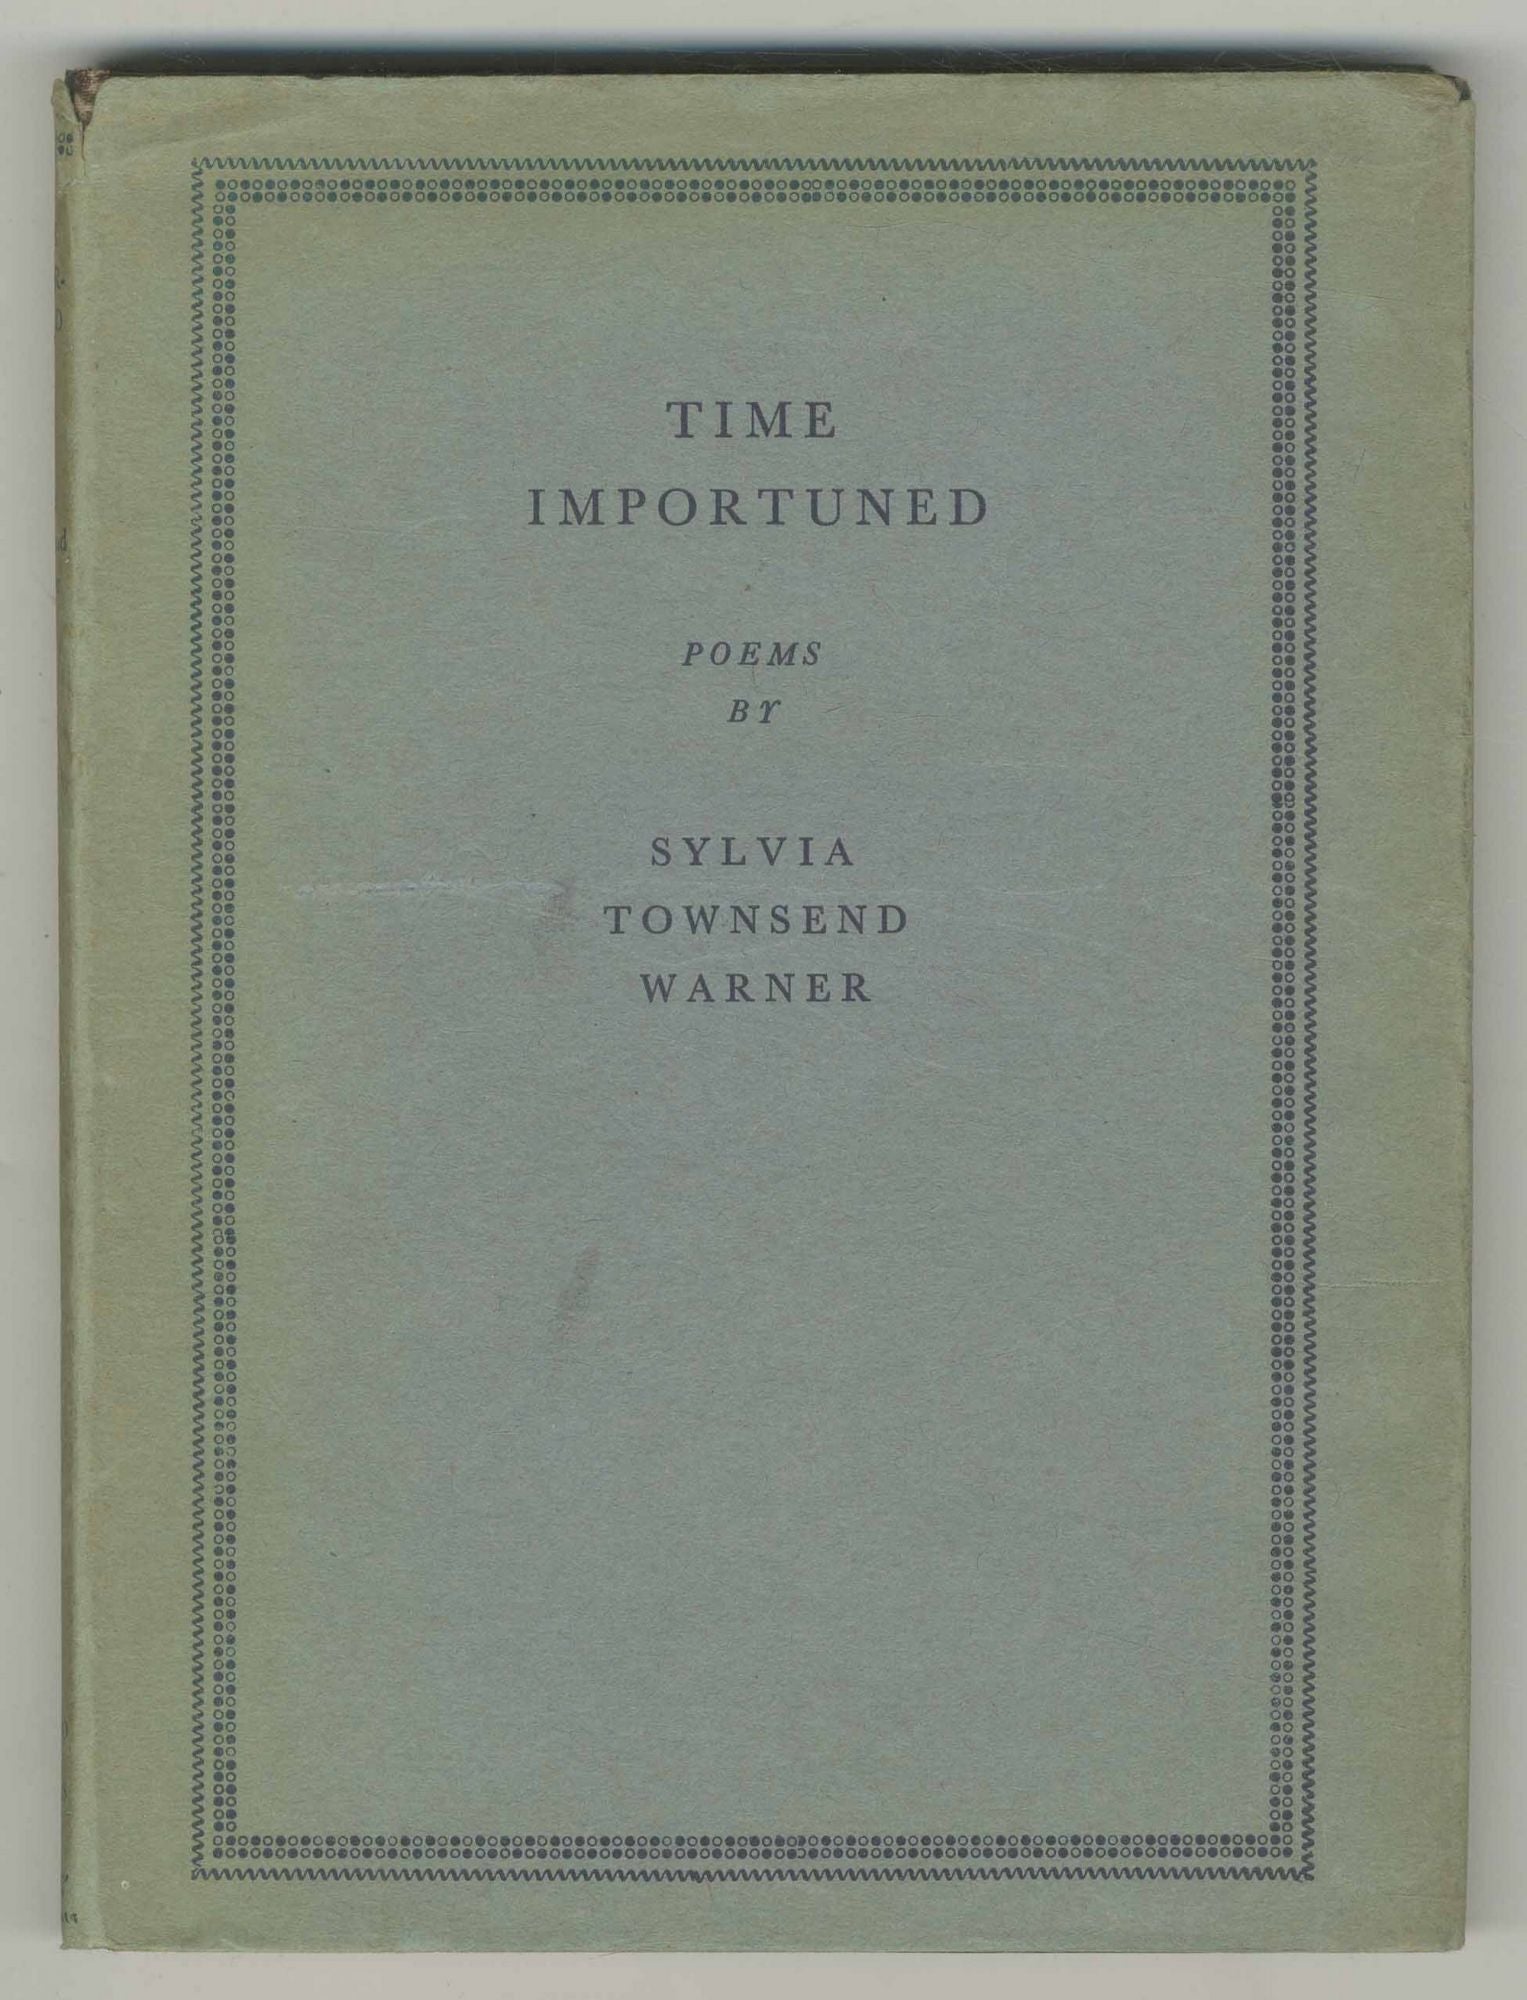 TIME
IMPORTUNED
POEMS
BY
SYLVIA
TOWNSEND
WARNER